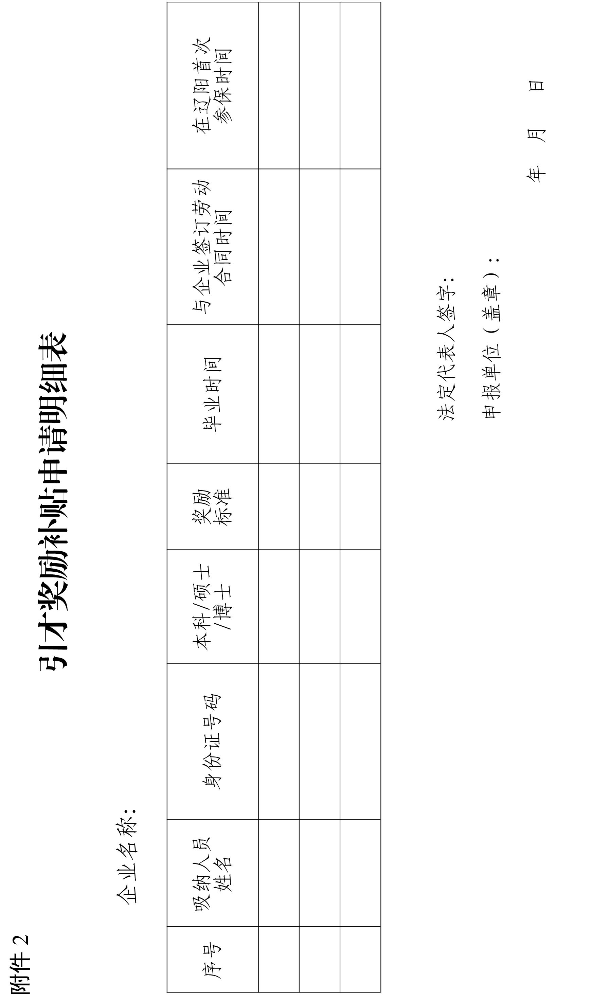 附件 2
引才奖励补贴申请明细表
企业名称：
序号
吸纳人员
姓名
身份证号码
本科/硕士
/博士
奖励
标准
毕业时间
与企业签订劳动
合同时间
在辽阳首次
参保时间
法定代表人签字：
申报单位（盖章）：
年 月 日